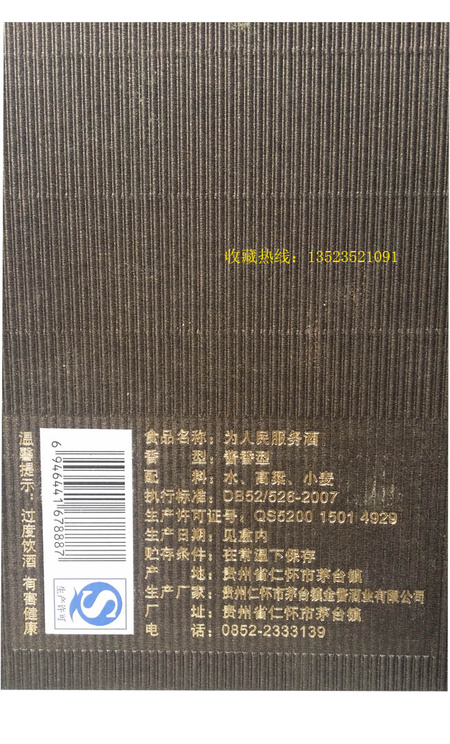 收藏热线：13523521091
食品名称：为人民服务酒
香 型：酱香型
配 料：水、高粱、小麦
执行标准：DB52/526-2007
生产许可证号：QS5200 1501 4929
生产日期：见盒内
贮存条件：在常温下保存
产 地：贵州省仁怀市茅台镇
生产厂家：贵州仁怀市茅台镇金酱酒业有限公司
厂 址：贵州省仁怀市茅台镇
电 话：0852-2333139
6946441678887
生产许可
温馨提示：过度饮酒 有害健康